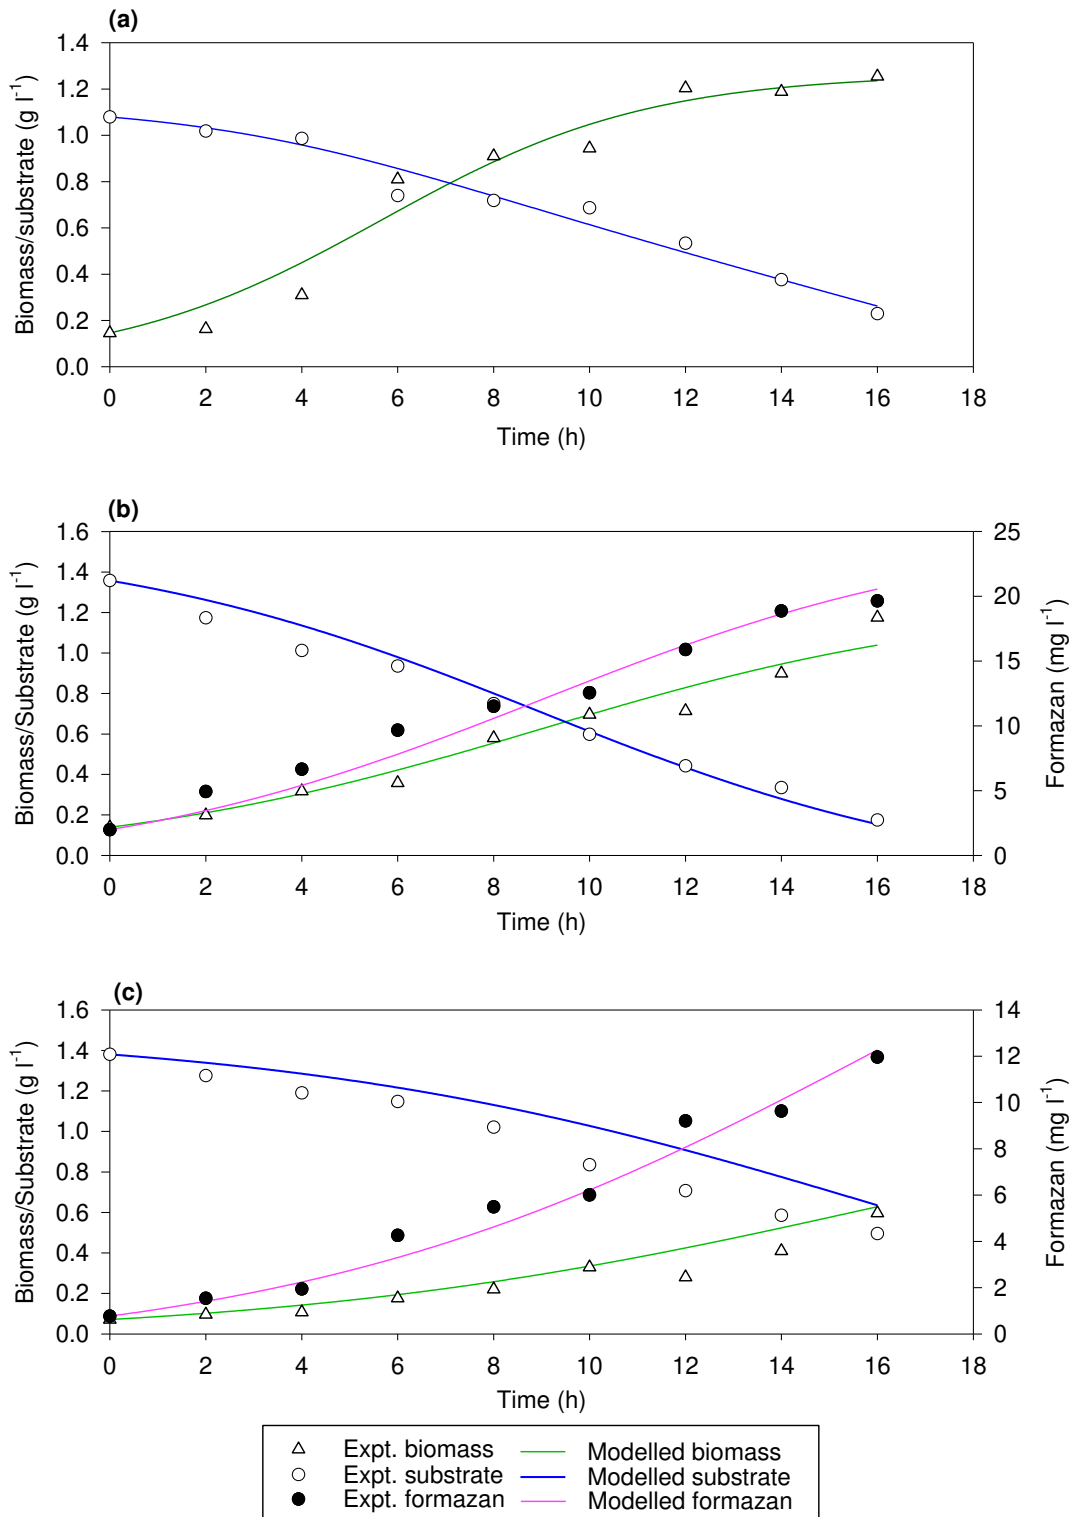 (a)
1.4
1.2
1.0
0.8
0.6
0.4
0.2
0.0
Biomass/substrate (g l⁻¹)
0 2 4 6 8 10 12 14 16 18
Time (h)
(b)
1.6
1.4
1.2
1.0
0.8
0.6
0.4
0.2
0.0
Biomass/Substrate (g l⁻¹)
25
20
15
10
5
0
Formazan (mg l⁻¹)
0 2 4 6 8 10 12 14 16 18
Time (h)
(c)
1.6
1.4
1.2
1.0
0.8
0.6
0.4
0.2
0.0
Biomass/Substrate (g l⁻¹)
14
12
10
8
6
4
2
0
Formazan (mg l⁻¹)
0 2 4 6 8 10 12 14 16 18
Time (h)
Expt. biomass Modelled biomass
Expt. substrate Modelled substrate
Expt. formazan Modelled formazan